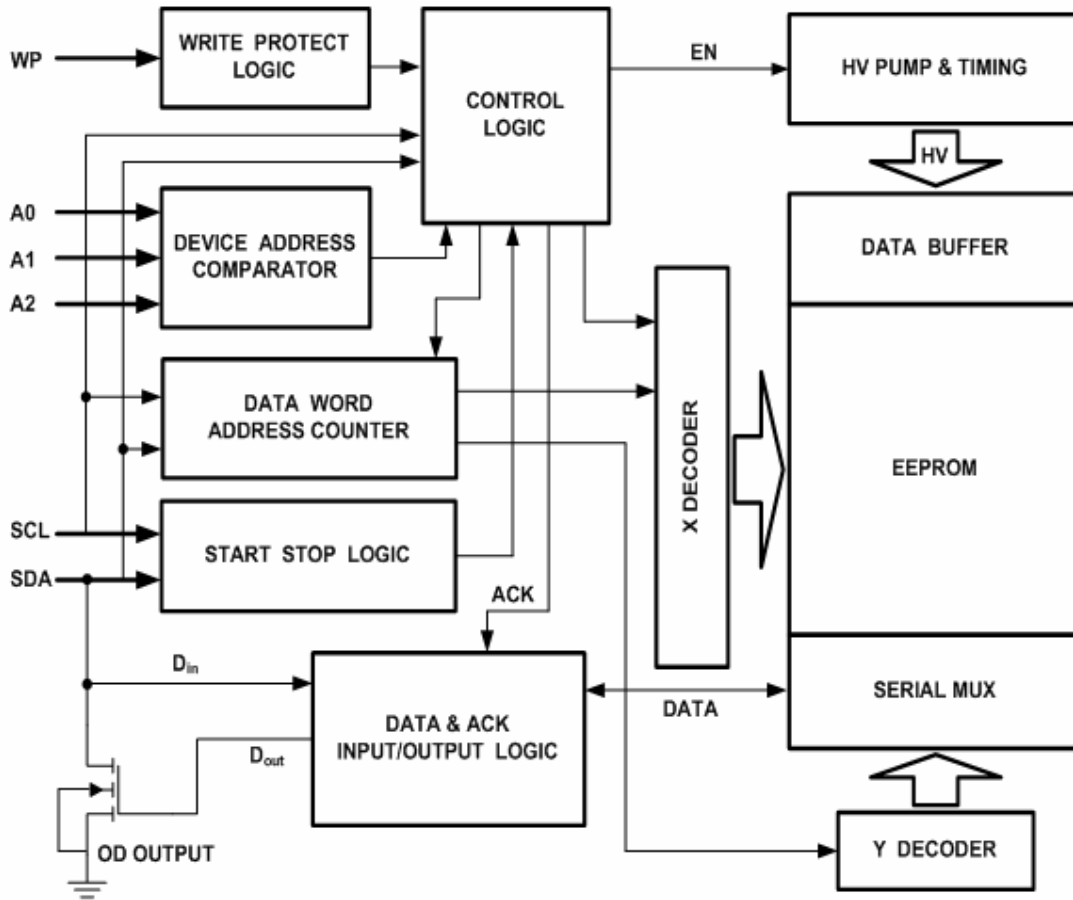 WP
WRITE PROTECT
LOGIC
CONTROL
LOGIC
EN
HV PUMP & TIMING
HV
A0
A1
A2
DEVICE ADDRESS
COMPARATOR
DATA BUFFER
DATA WORD
ADDRESS COUNTER
X DECODER
EEPROM
SCL
SDA
START STOP LOGIC
ACK
Din
DATA & ACK
INPUT/OUTPUT LOGIC
Dout
DATA
SERIAL MUX
OD OUTPUT
Y DECODER